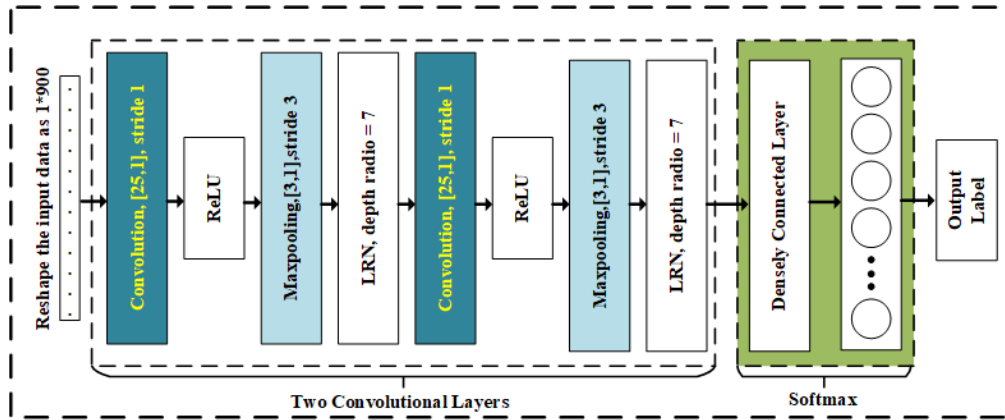 Reshape the input data as 1*900
Convolution, [25,1], stride 1
ReLU
Maxpooling,[3,1],stride 3
LRN, depth radio = 7
Convolution, [25,1], stride 1
ReLU
Maxpooling,[3,1],stride 3
LRN, depth radio = 7
Densely Connected Layer
Output
Label
Two Convolutional Layers
Softmax